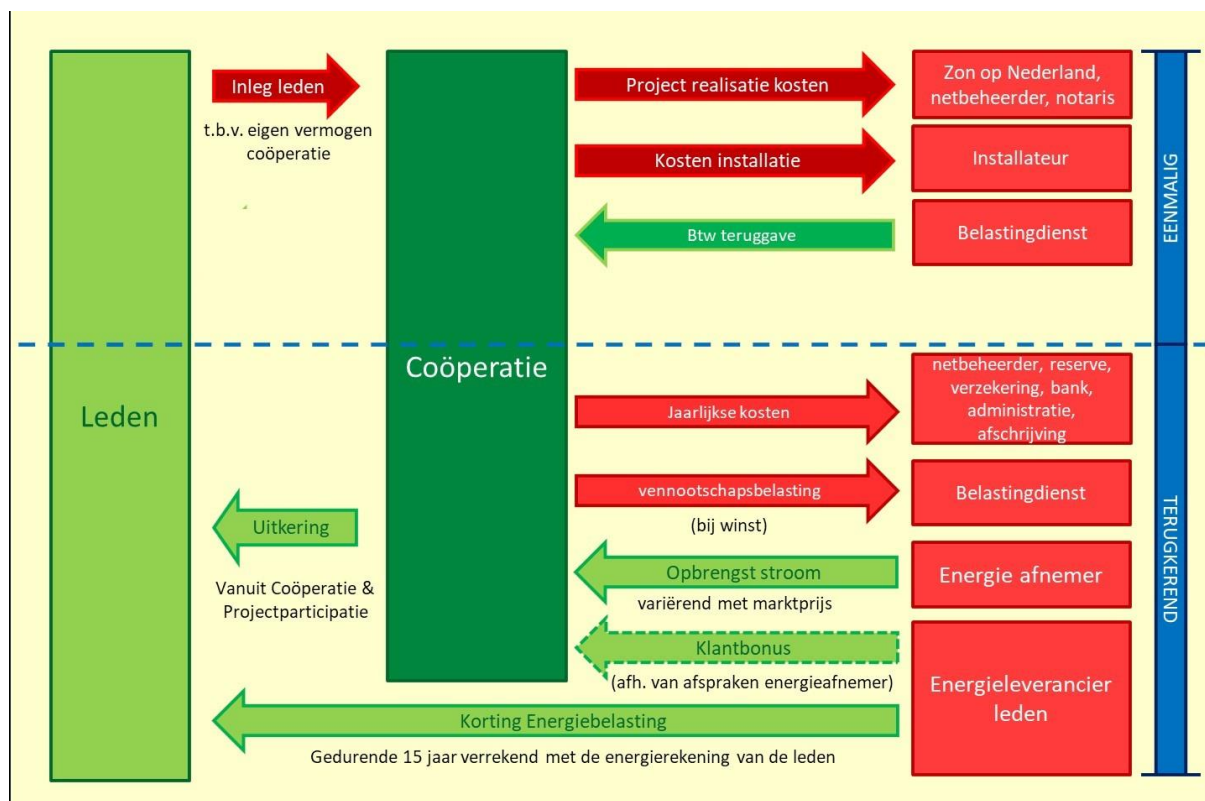 Inleg leden
t.b.v. eigen vermogen
coöperatie
Project realisatie kosten
Zon op Nederland,
netbeheerder, notaris
Kosten installatie
Installateur
Btw teruggave
Belastingdienst
EENMALIG
Leden
Coöperatie
Jaarlijkse kosten
netbeheerder, reserve,
verzekering, bank,
administratie,
afschrijving
vennootschapsbelasting
(bij winst)
Belastingdienst
Uitkering
Vanuit Coöperatie &
Projectparticipatie
Opbrengst stroom
variërend met marktprijs
Energie afnemer
Klantbonus
(afh. van afspraken energieafnemer)
Energieleverancier
leden
Korting Energiebelasting
Gedurende 15 jaar verrekend met de energierekening van de leden
TERUGKEREND